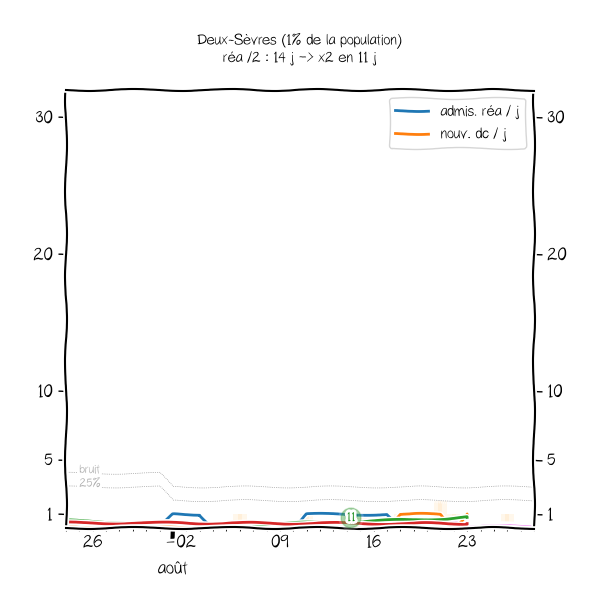 Deux-Sèvres (1% de la population)
réa /2 : 14 j -> x2 en 11 j
admis. réa / j
nouv. dc / j
30
30
20
20
10
10
5
5
bruit
25%
1
11
1
26
02
09
16
23
août